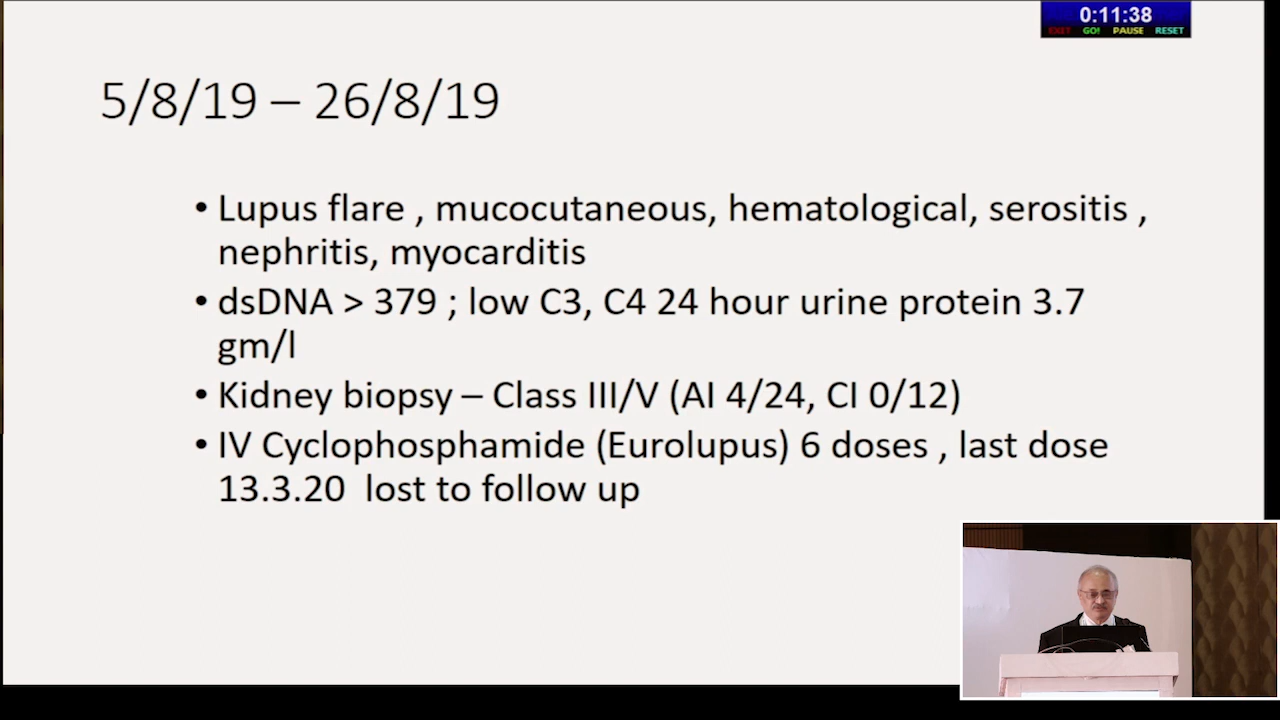 0:11:38
EXIT GO! PAUSE RESET
5/8/19 – 26/8/19
• Lupus flare , mucocutaneous, hematological, serositis ,
nephritis, myocarditis
• dsDNA > 379 ; low C3, C4 24 hour urine protein 3.7
gm/l
• Kidney biopsy – Class III/V (AI 4/24, CI 0/12)
• IV Cyclophosphamide (Eurolupus) 6 doses , last dose
13.3.20  lost to follow up